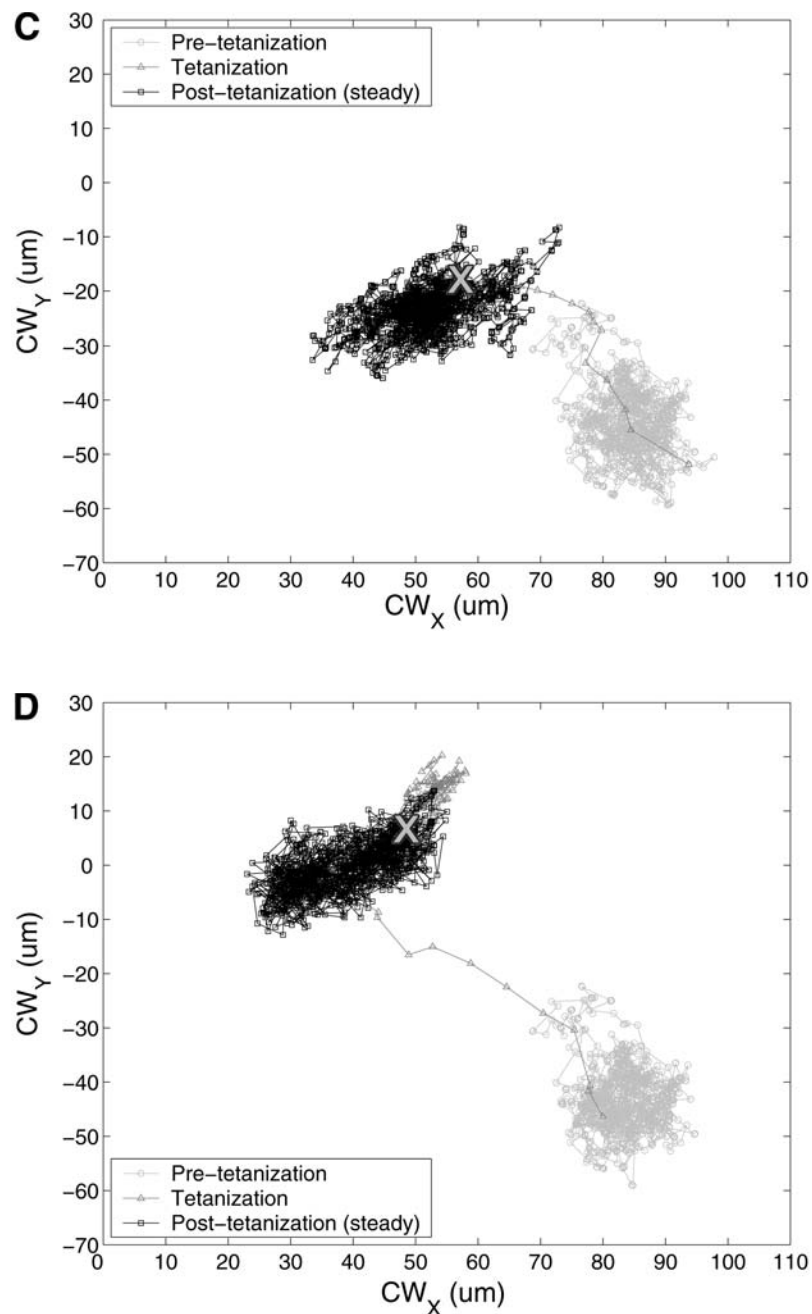 C
30
20
10
0
−10
−20
−30
−40
−50
−60
−70
CW_Y (um)
Pre−tetanization
Tetanization
Post−tetanization (steady)
X
0 10 20 30 40 50 60 70 80 90 100 110
CW_X (um)
D
30
20
10
0
−10
−20
−30
−40
−50
−60
−70
CW_Y (um)
X
Pre−tetanization
Tetanization
Post−tetanization (steady)
0 10 20 30 40 50 60 70 80 90 100 110
CW_X (um)